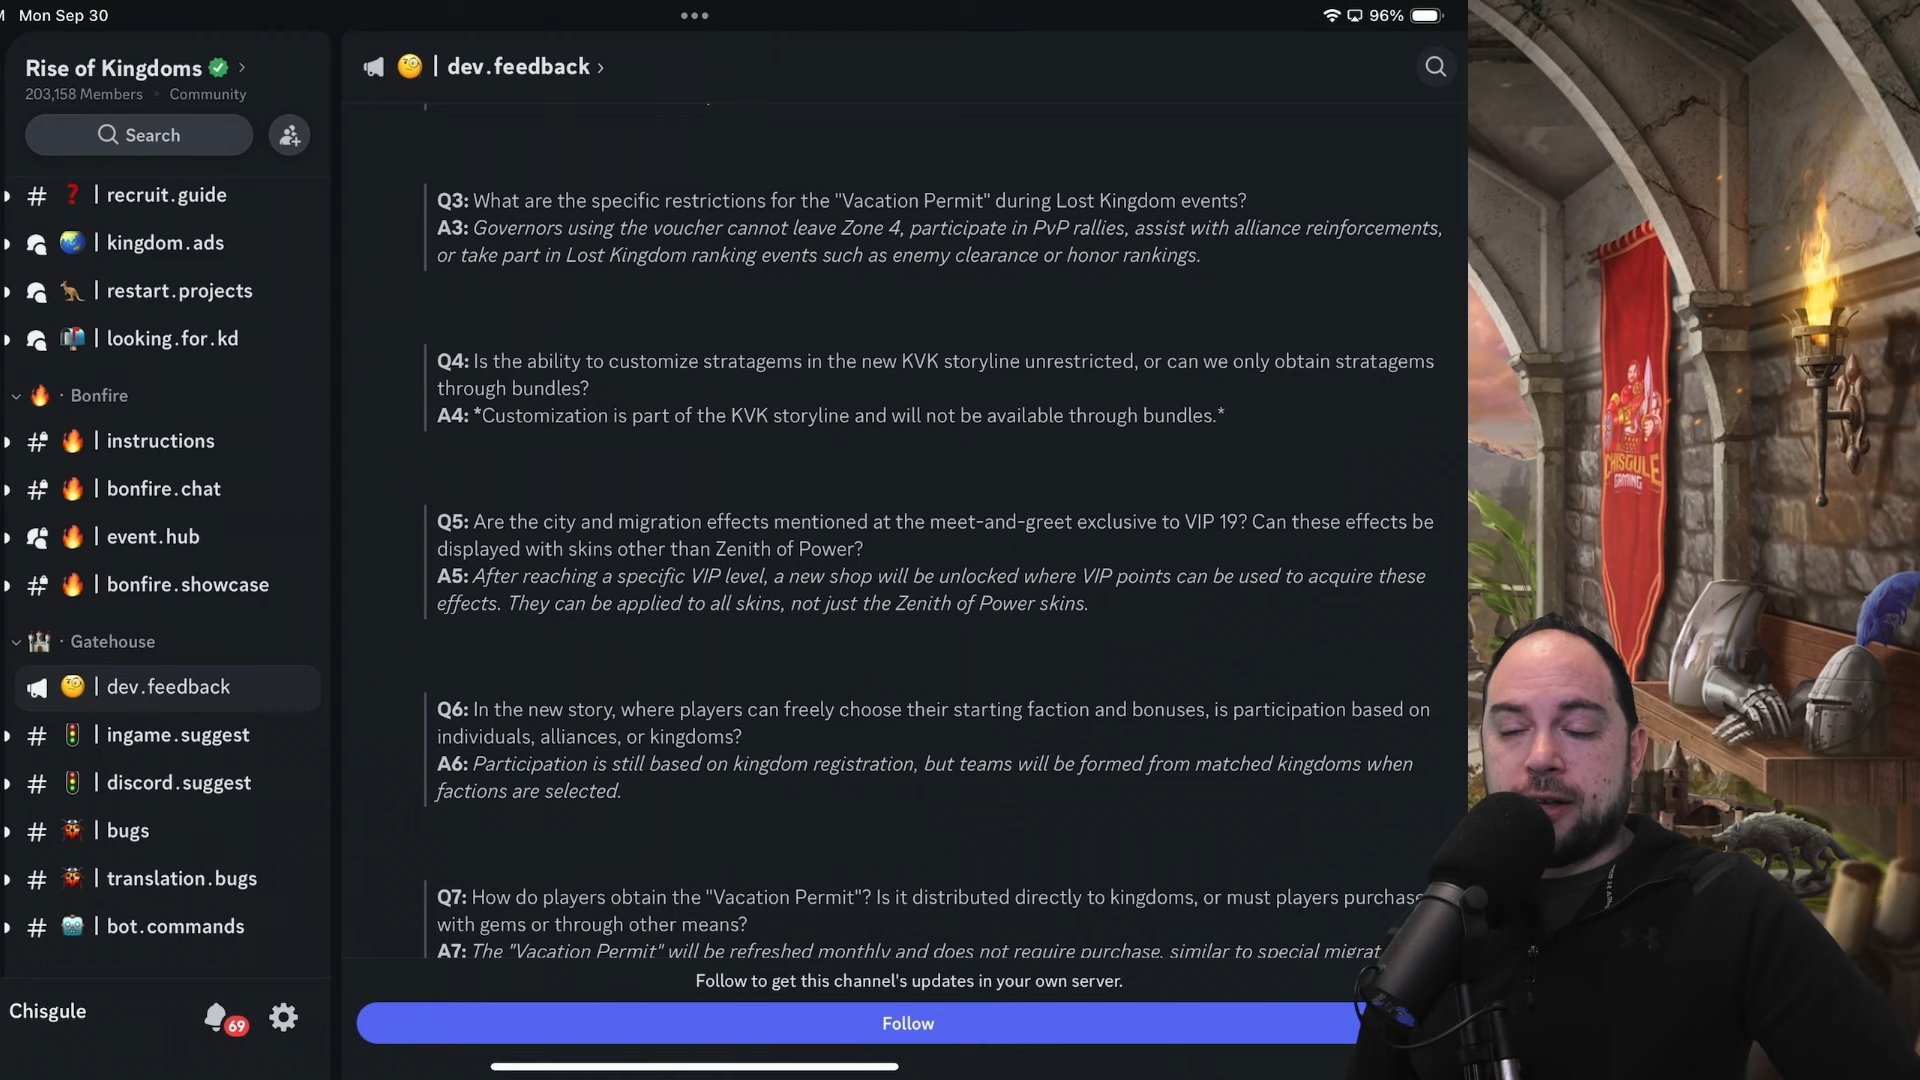 Mon Sep 30
96%
Rise of Kingdoms
203,158 Members • Community
Search
# | recruit.guide
| kingdom.ads
| restart.projects
| looking.for.kd
· Bonfire
# | instructions
# | bonfire.chat
| event.hub
# | bonfire.showcase
· Gatehouse
| dev.feedback
# | ingame.suggest
# | discord.suggest
# | bugs
# | translation.bugs
# | bot.commands
Chisgule
69
| dev.feedback
Q3: What are the specific restrictions for the "Vacation Permit" during Lost Kingdom events?
A3: Governors using the voucher cannot leave Zone 4, participate in PvP rallies, assist with alliance reinforcements,
or take part in Lost Kingdom ranking events such as enemy clearance or honor rankings.
Q4: Is the ability to customize stratagems in the new KVK storyline unrestricted, or can we only obtain stratagems
through bundles?
A4: *Customization is part of the KVK storyline and will not be available through bundles.*
Q5: Are the city and migration effects mentioned at the meet-and-greet exclusive to VIP 19? Can these effects be
displayed with skins other than Zenith of Power?
A5: After reaching a specific VIP level, a new shop will be unlocked where VIP points can be used to acquire these
effects. They can be applied to all skins, not just the Zenith of Power skins.
Q6: In the new story, where players can freely choose their starting faction and bonuses, is participation based on
individuals, alliances, or kingdoms?
A6: Participation is still based on kingdom registration, but teams will be formed from matched kingdoms when
factions are selected.
Q7: How do players obtain the "Vacation Permit"? Is it distributed directly to kingdoms, or must players purchase
with gems or through other means?
A7: The "Vacation Permit" will be refreshed monthly and does not require purchase, similar to special migrat
Follow to get this channel's updates in your own server.
Follow
CHISGULE
GAMING